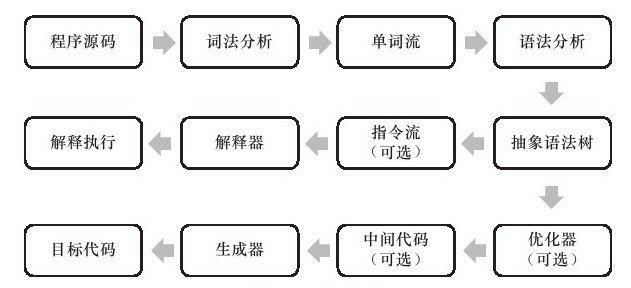 程序源码
词法分析
单词流
语法分析
解释执行
解释器
指令流
（可选）
抽象语法树
目标代码
生成器
中间代码
（可选）
优化器
（可选）